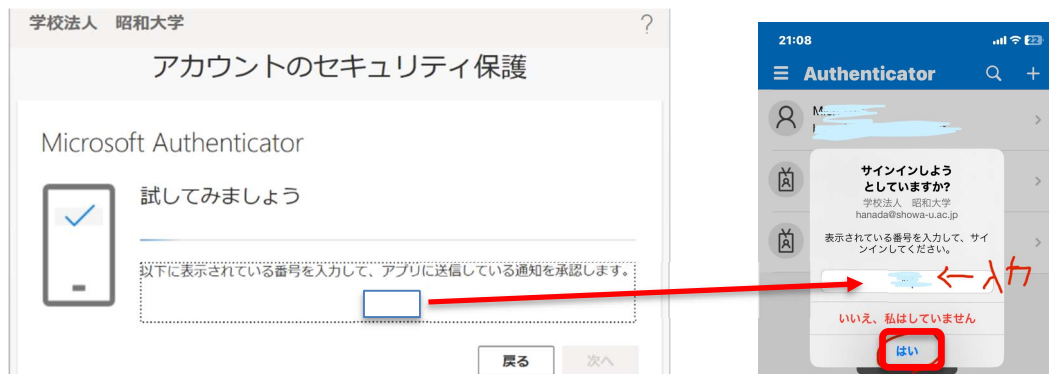 学校法人　昭和大学
?
アカウントのセキュリティ保護
Microsoft Authenticator
試してみましょう
以下に表示されている番号を入力して、アプリに送信している通知を承認します。
戻る
次へ
21:08
22
Authenticator
サインインしよう
としていますか?
学校法人　昭和大学
hanada@showa-u.ac.jp
表示されている番号を入力して、サイ
ンインしてください。
←入力
いいえ、私はしていません
はい